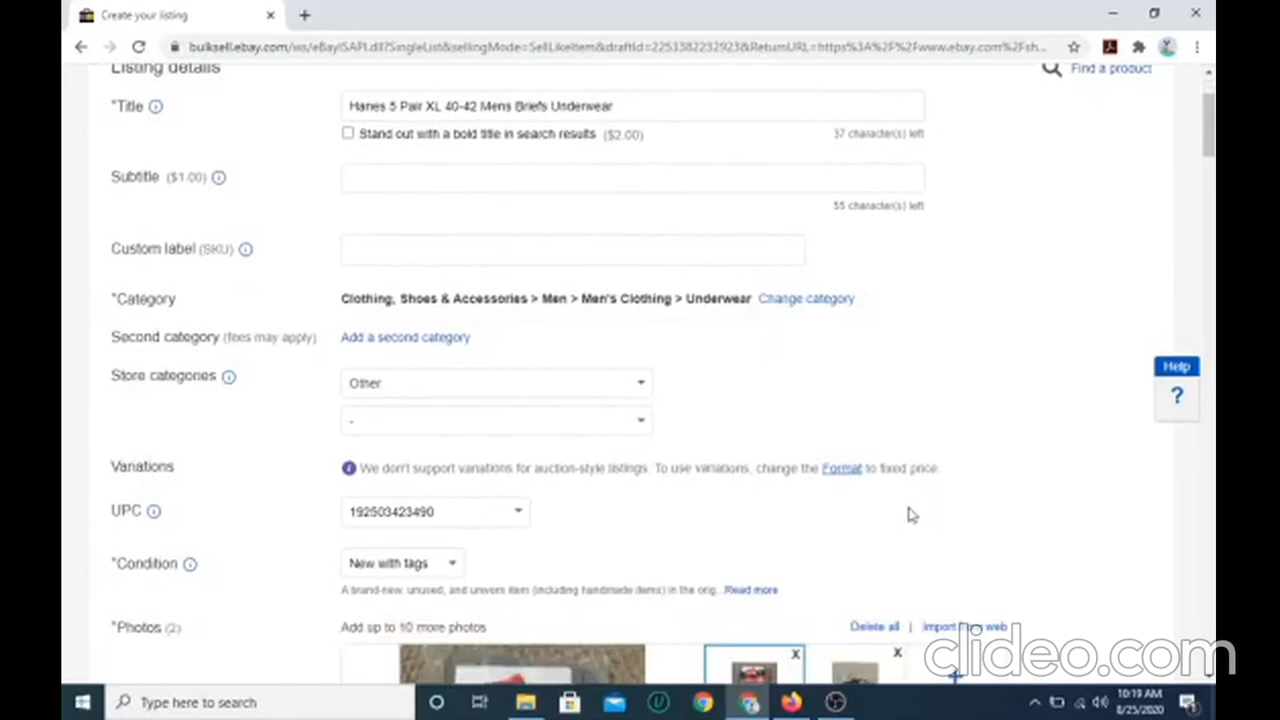 Create your listing
bulksell.ebay.com/ws/eBayISAPI.dll?SingleList&sellingMode=SellLikeItem&draftId=2253382232923&ReturnURL=https%3A%2F%2Fwww.ebay.com%2Fsh...
Listing details
Find a product
*Title
Hanes 5 Pair XL 40-42 Mens Briefs Underwear
Stand out with a bold title in search results ($2.00)
37 character(s) left
Subtitle ($1.00)
55 character(s) left
Custom label (SKU)
*Category
Clothing, Shoes & Accessories > Men > Men's Clothing > Underwear Change category
Second category (fees may apply)
Add a second category
Store categories
Other
-
Help
?
Variations
We don't support variations for auction-style listings. To use variations, change the Format to fixed price.
UPC
192503423490
*Condition
New with tags
A brand-new, unused, and unworn item (including handmade items) in the orig...Read more
*Photos (2)
Add up to 10 more photos
Delete all | Import from web
X
X
clideo.com
Type here to search
10:19 AM
8/25/2020